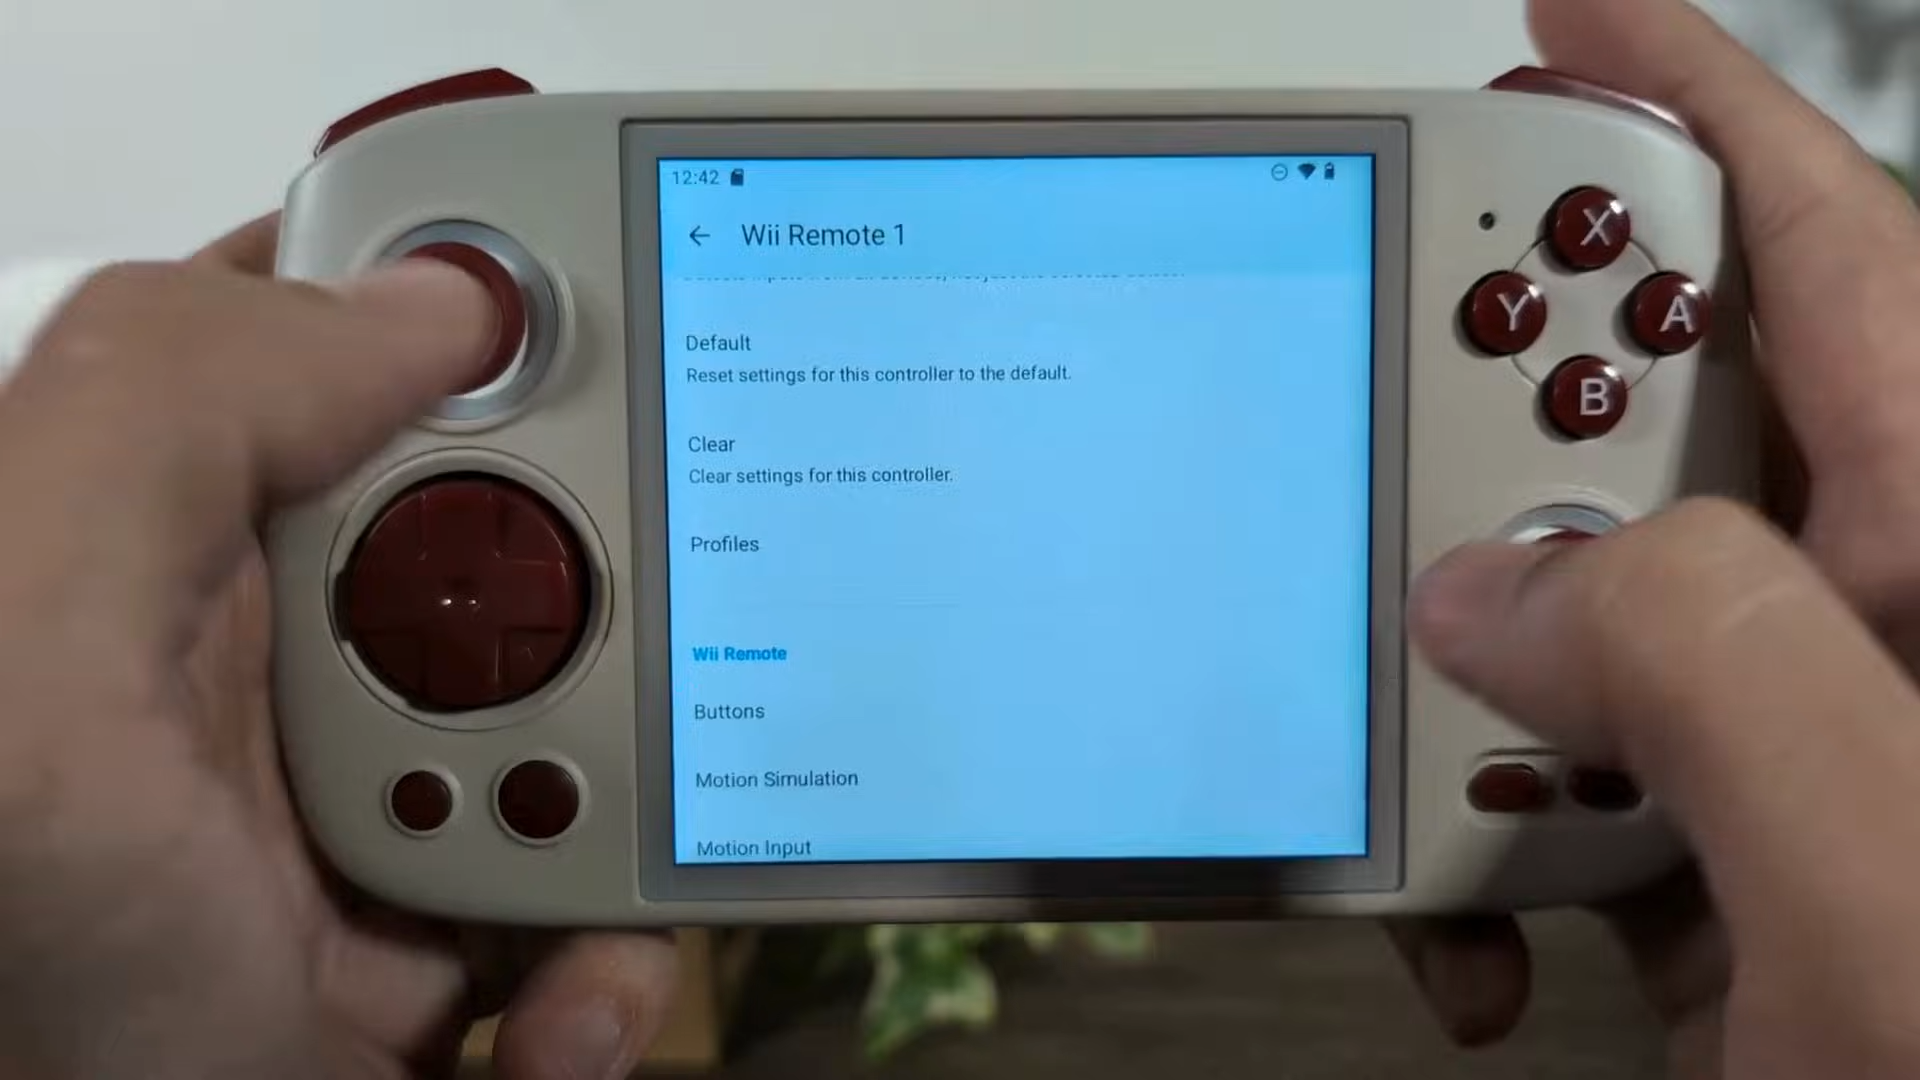 12:42
Wii Remote 1
Default
Reset settings for this controller to the default.
Clear
Clear settings for this controller.
Profiles
Wii Remote
Buttons
Motion Simulation
Motion Input
X
Y
A
B